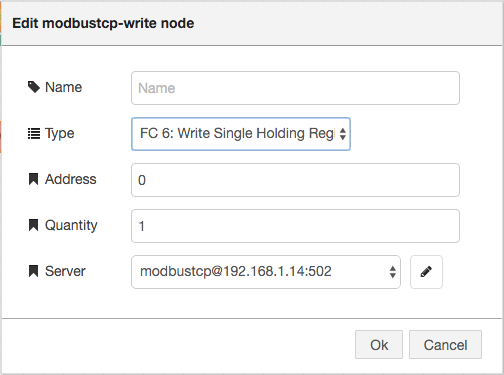 Edit modbustcp-write node
Name
Name
Type
FC 6: Write Single Holding Reg
Address
0
Quantity
1
Server
modbustcp@192.168.1.14:502
Ok
Cancel